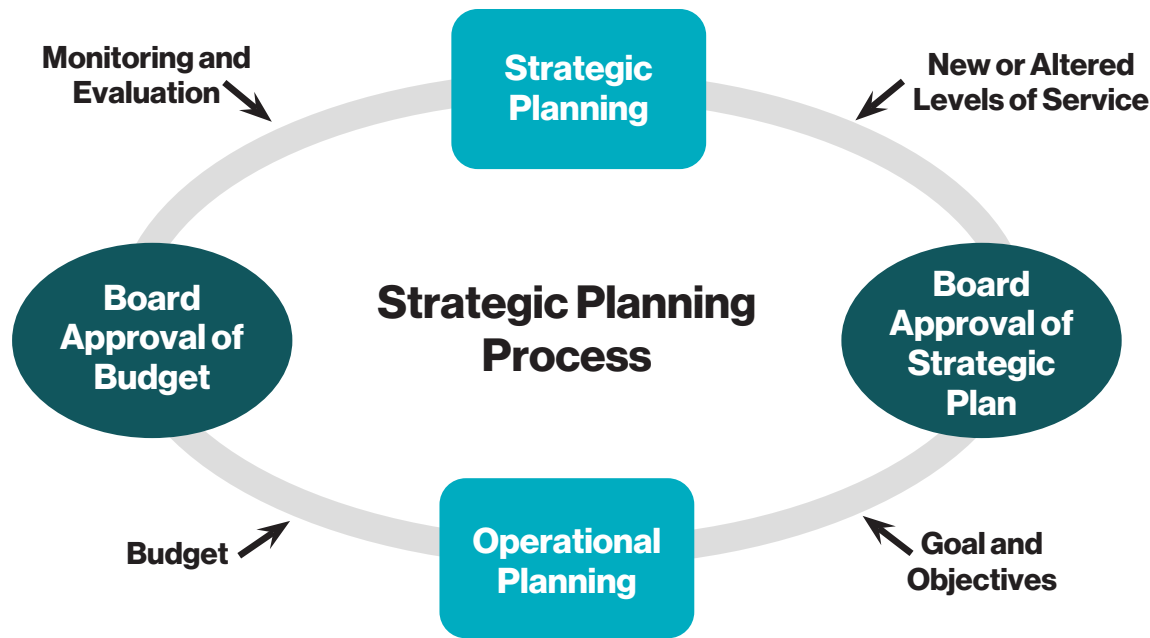 Monitoring and
Evaluation
Strategic
Planning
New or Altered
Levels of Service
Board
Approval of
Budget
Strategic Planning
Process
Board
Approval of
Strategic
Plan
Budget
Operational
Planning
Goal and
Objectives